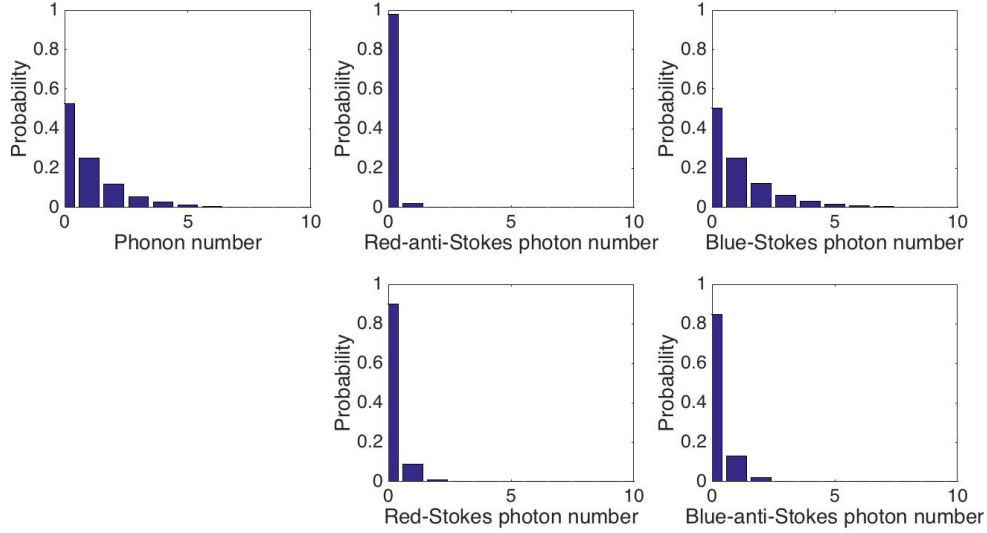 1
0.8
0.6
0.4
0.2
0
0 5 10
Probability
Phonon number
1
0.8
0.6
0.4
0.2
0
0 5 10
Probability
Red-anti-Stokes photon number
1
0.8
0.6
0.4
0.2
0
0 5 10
Probability
Blue-Stokes photon number
1
0.8
0.6
0.4
0.2
0
0 5 10
Probability
Red-Stokes photon number
1
0.8
0.6
0.4
0.2
0
0 5 10
Probability
Blue-anti-Stokes photon number